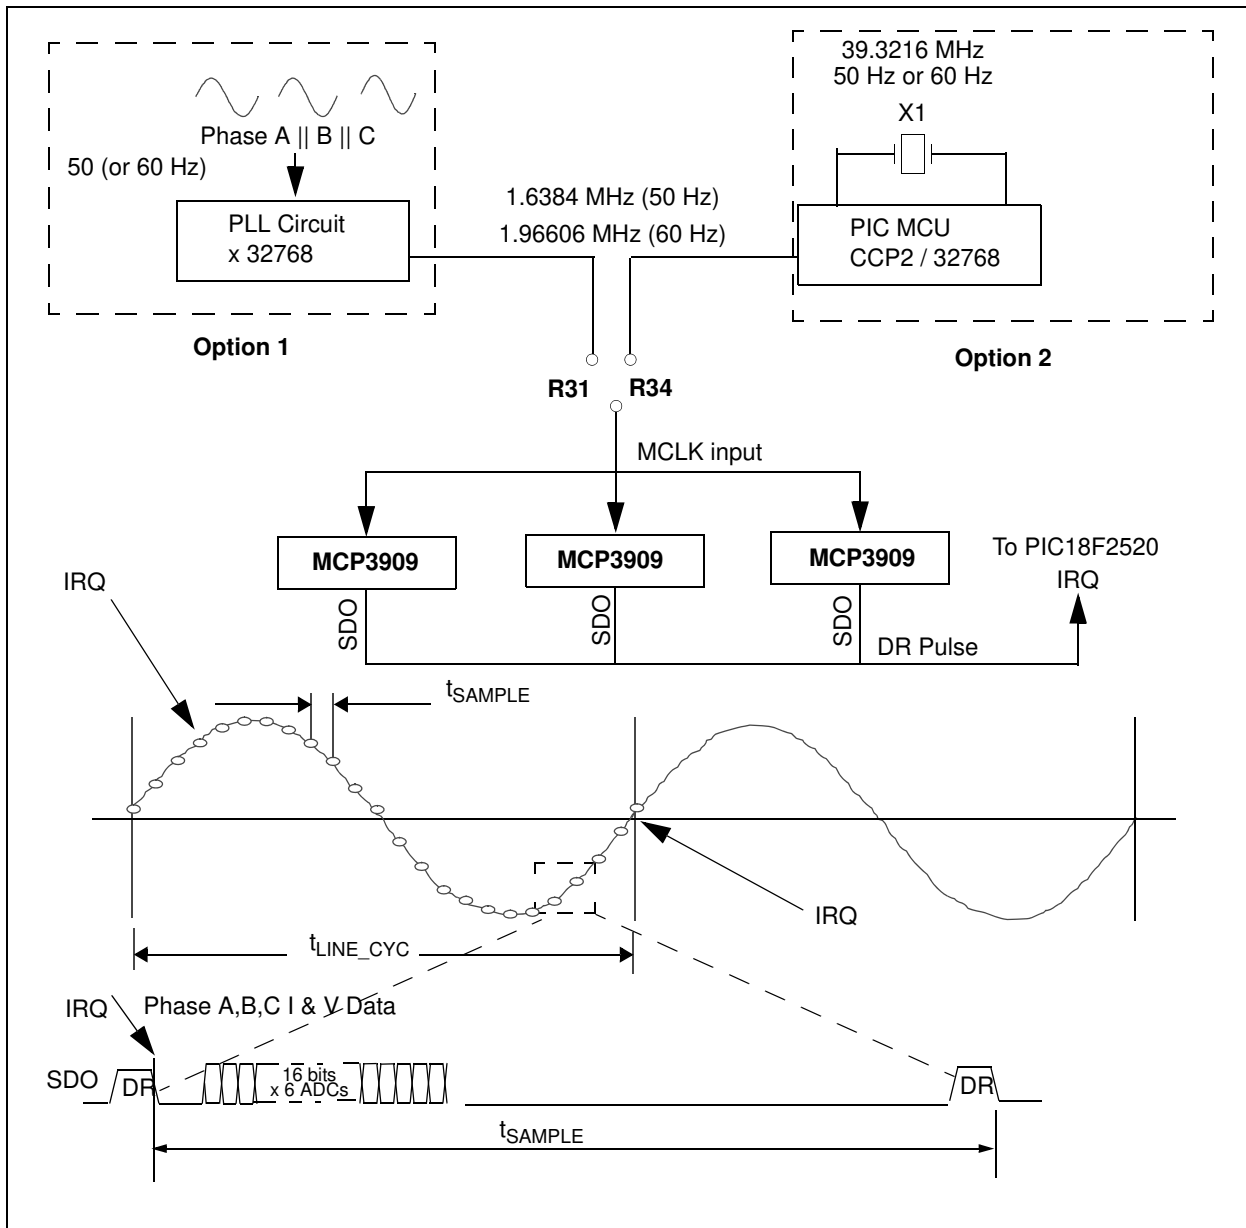 39.3216 MHz
50 Hz or 60 Hz
X1
Phase A || B || C
50 (or 60 Hz)
PLL Circuit
x 32768
1.6384 MHz (50 Hz)
1.96606 MHz (60 Hz)
PIC MCU
CCP2 / 32768
Option 1
Option 2
R31
R34
MCLK input
MCP3909
MCP3909
MCP3909
To PIC18F2520
IRQ
SDO
SDO
SDO
DR Pulse
IRQ
tSAMPLE
IRQ
tLINE_CYC
IRQ
Phase A,B,C I & V Data
SDO
DR
16 bits
x 6 ADCs
DR
tSAMPLE